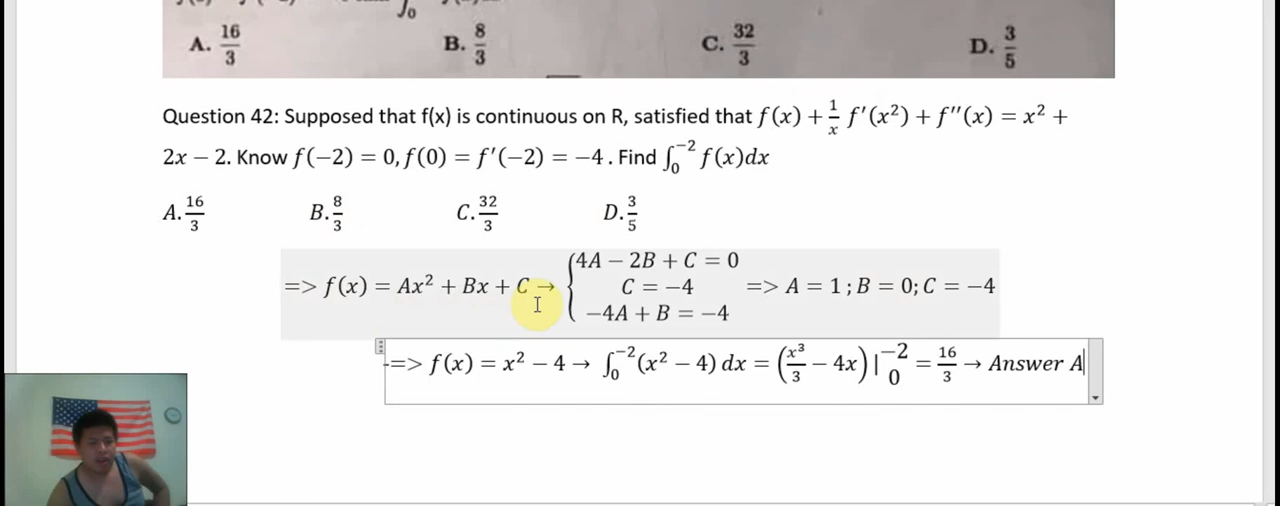 ∫₀
A. 16/3 B. 8/3 C. 32/3 D. 3/5
Question 42: Supposed that f(x) is continuous on R, satisfied that f(x) + 1/x f′(x²) + f″(x) = x² +
2x − 2. Know f(−2) = 0, f(0) = f′(−2) = −4. Find ∫₀⁻² f(x)dx
A. 16/3 B. 8/3 C. 32/3 D. 3/5
=> f(x) = Ax² + Bx + C → { 4A − 2B + C = 0
C = −4 => A = 1; B = 0; C = −4
−4A + B = −4
=> f(x) = x² − 4 → ∫₀⁻² (x² − 4) dx = (x³/3 − 4x) |₀⁻² = 16/3 → Answer A